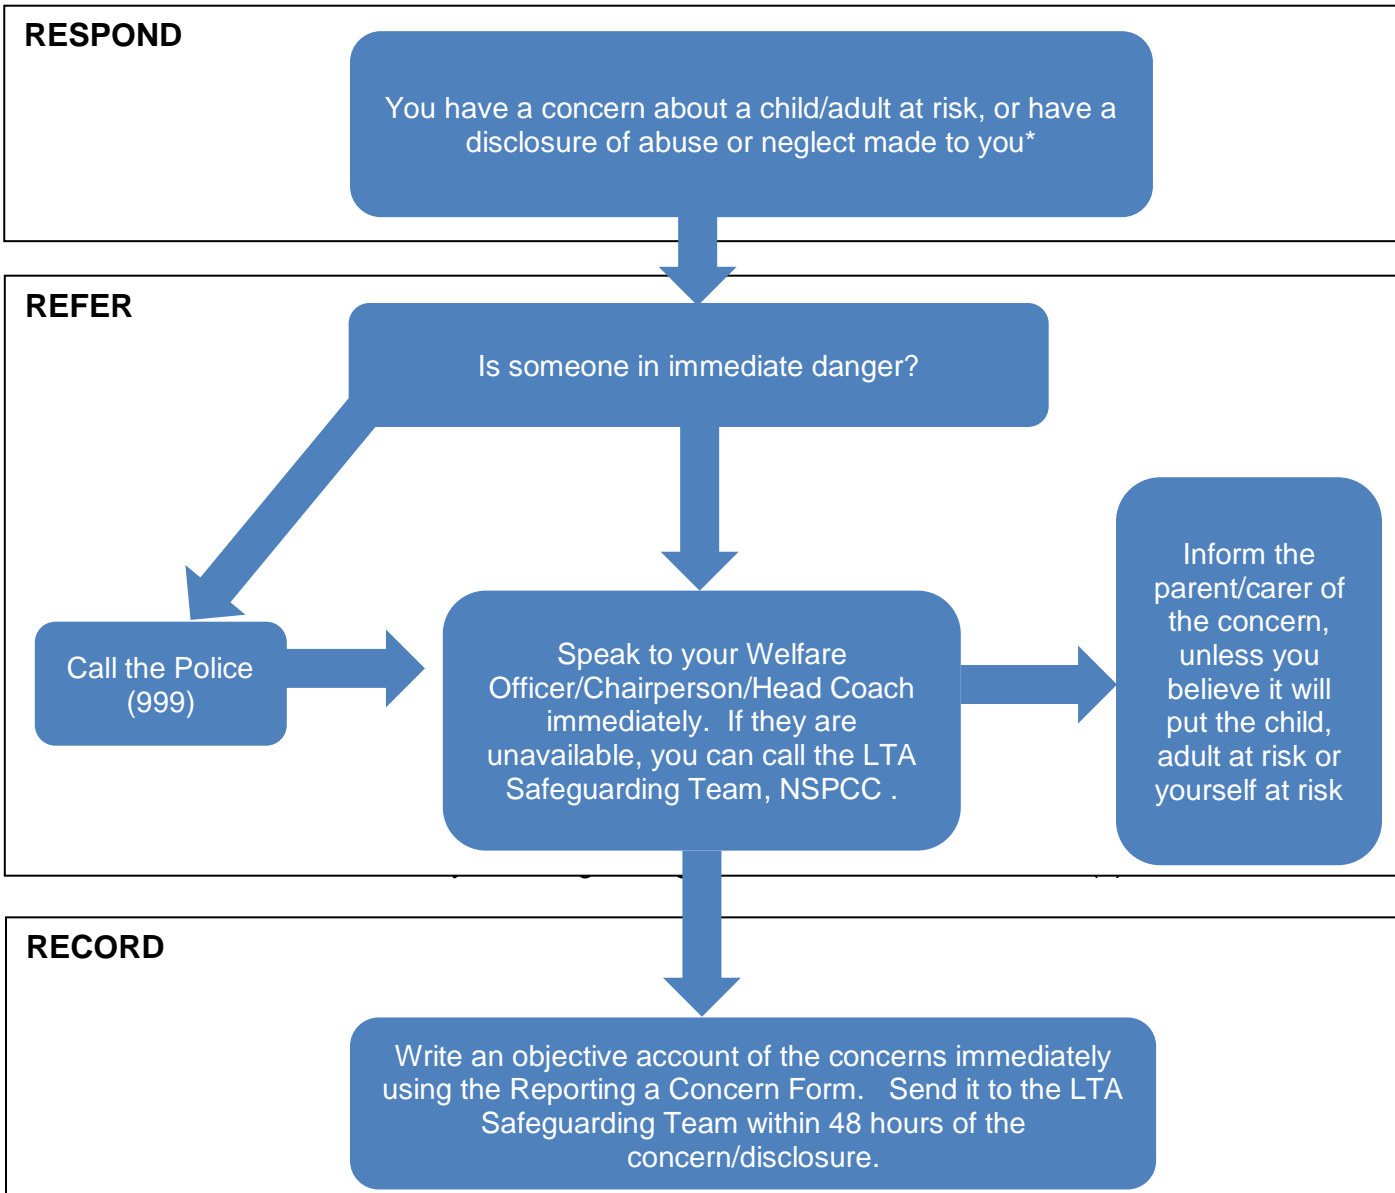 RESPOND
You have a concern about a child/adult at risk, or have a
disclosure of abuse or neglect made to you*
REFER
Is someone in immediate danger?
Call the Police
(999)
Speak to your Welfare
Officer/Chairperson/Head Coach
immediately.  If they are
unavailable, you can call the LTA
Safeguarding Team, NSPCC .
Inform the
parent/carer of
the concern,
unless you
believe it will
put the child,
adult at risk or
yourself at risk
RECORD
Write an objective account of the concerns immediately
using the Reporting a Concern Form.   Send it to the LTA
Safeguarding Team within 48 hours of the
concern/disclosure.